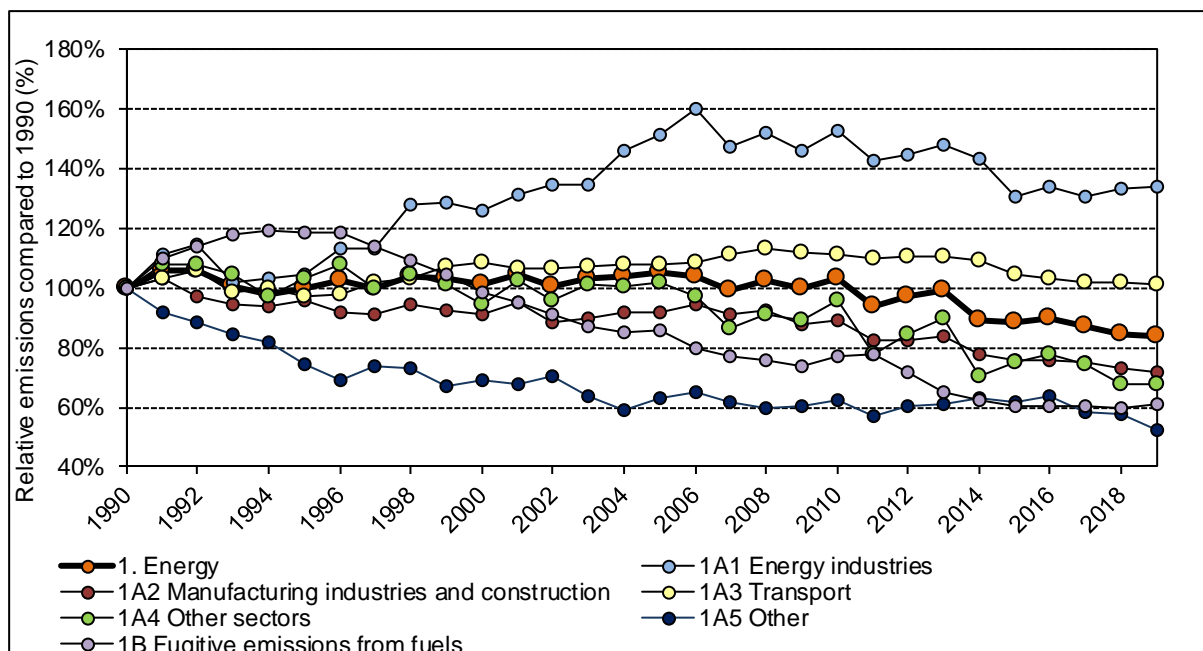 Relative emissions compared to 1990 (%)
180%
160%
140%
120%
100%
80%
60%
40%
1990 1992 1994 1996 1998 2000 2002 2004 2006 2008 2010 2012 2014 2016 2018
1. Energy 1A1 Energy industries
1A2 Manufacturing industries and construction 1A3 Transport
1A4 Other sectors 1A5 Other
1B Fugitive emissions from fuels